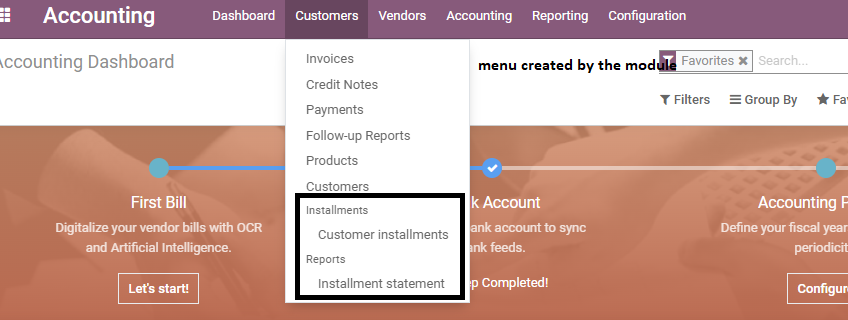 Accounting Dashboard Customers Vendors Accounting Reporting Configuration
Accounting Dashboard
menu created by the module
Favorites ✖ Search...
Filters Group By Fa
Invoices
Credit Notes
Payments
Follow-up Reports
Products
Customers
Installments
Customer installments
Reports
Installment statement
First Bill
Digitalize your vendor bills with OCR
and Artificial Intelligence.
Let's start!
k Account
ank account to sync
nk feeds.
ep Completed!
Accounting P
Define your fiscal year
periodicit
Configure